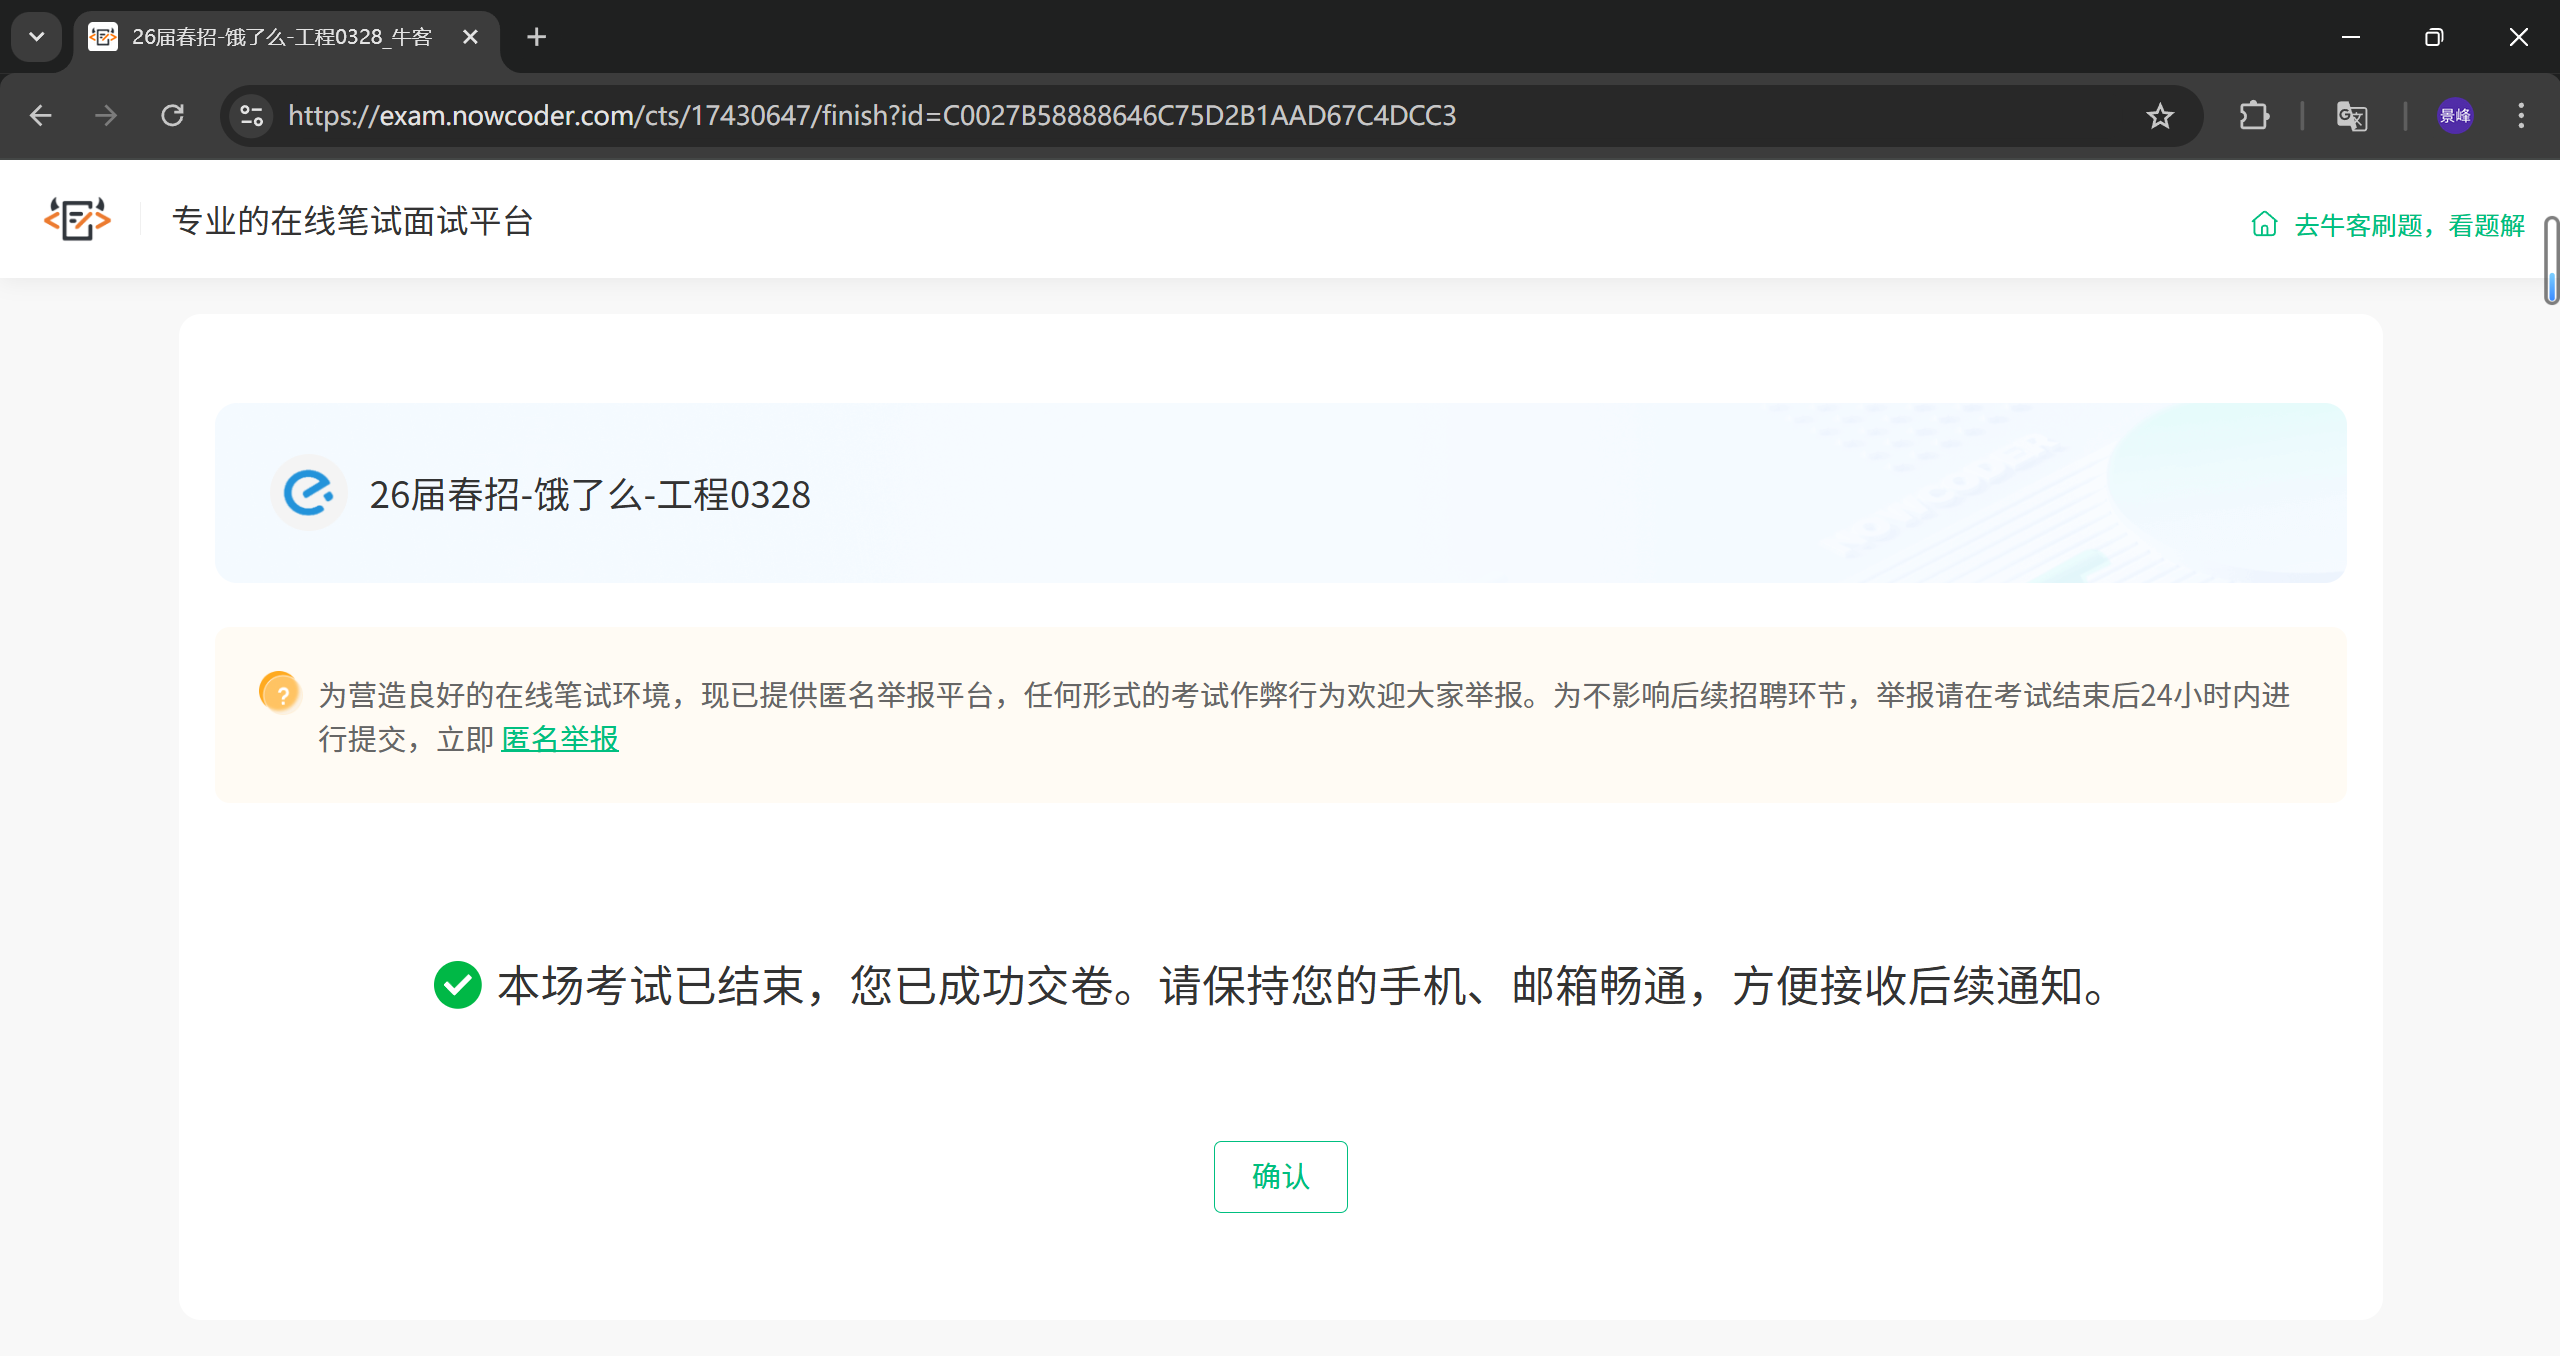 26届春招-饿了么-工程0328_牛客
https://exam.nowcoder.com/cts/17430647/finish?id=C0027B58888646C75D2B1AAD67C4DCC3
景峰
专业的在线笔试面试平台
去牛客刷题，看题解
26届春招-饿了么-工程0328
NOWCODER
为营造良好的在线笔试环境，现已提供匿名举报平台，任何形式的考试作弊行为欢迎大家举报。为不影响后续招聘环节，举报请在考试结束后24小时内进
行提交，立即 匿名举报
本场考试已结束，您已成功交卷。请保持您的手机、邮箱畅通，方便接收后续通知。
确认